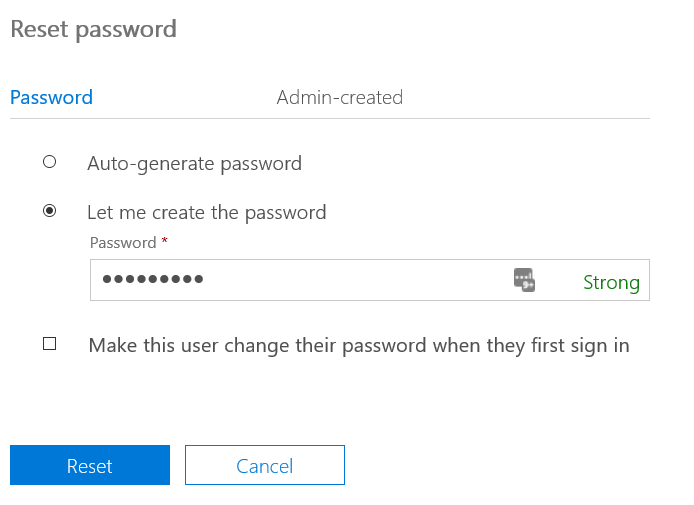 Reset password
Password Admin-created
Auto-generate password
Let me create the password
Password *
••••••••• Strong
Make this user change their password when they first sign in
Reset Cancel